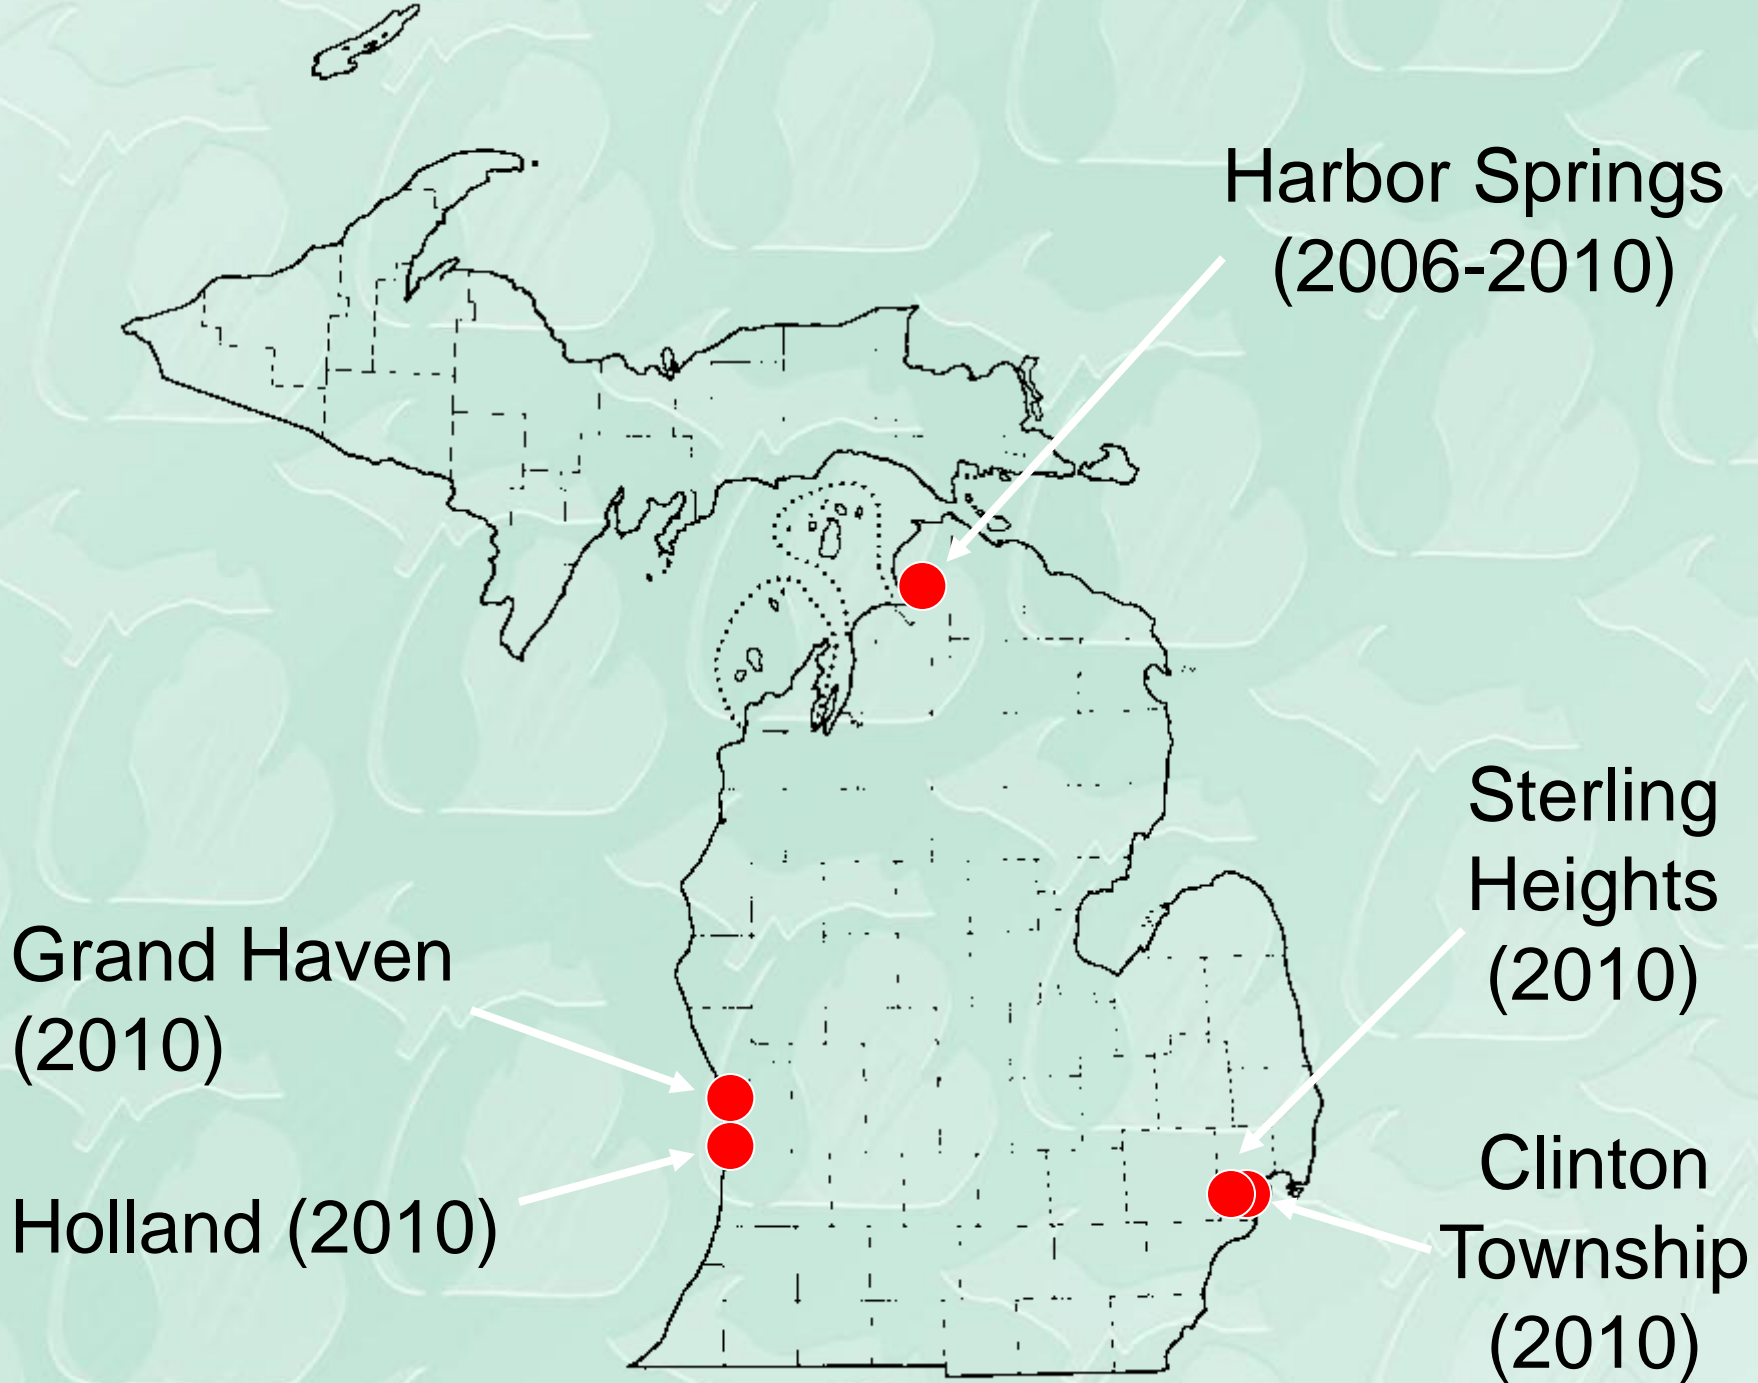 Harbor Springs
(2006-2010)
Sterling
Heights
(2010)
Grand Haven
(2010)
Clinton
Township
(2010)
Holland (2010)